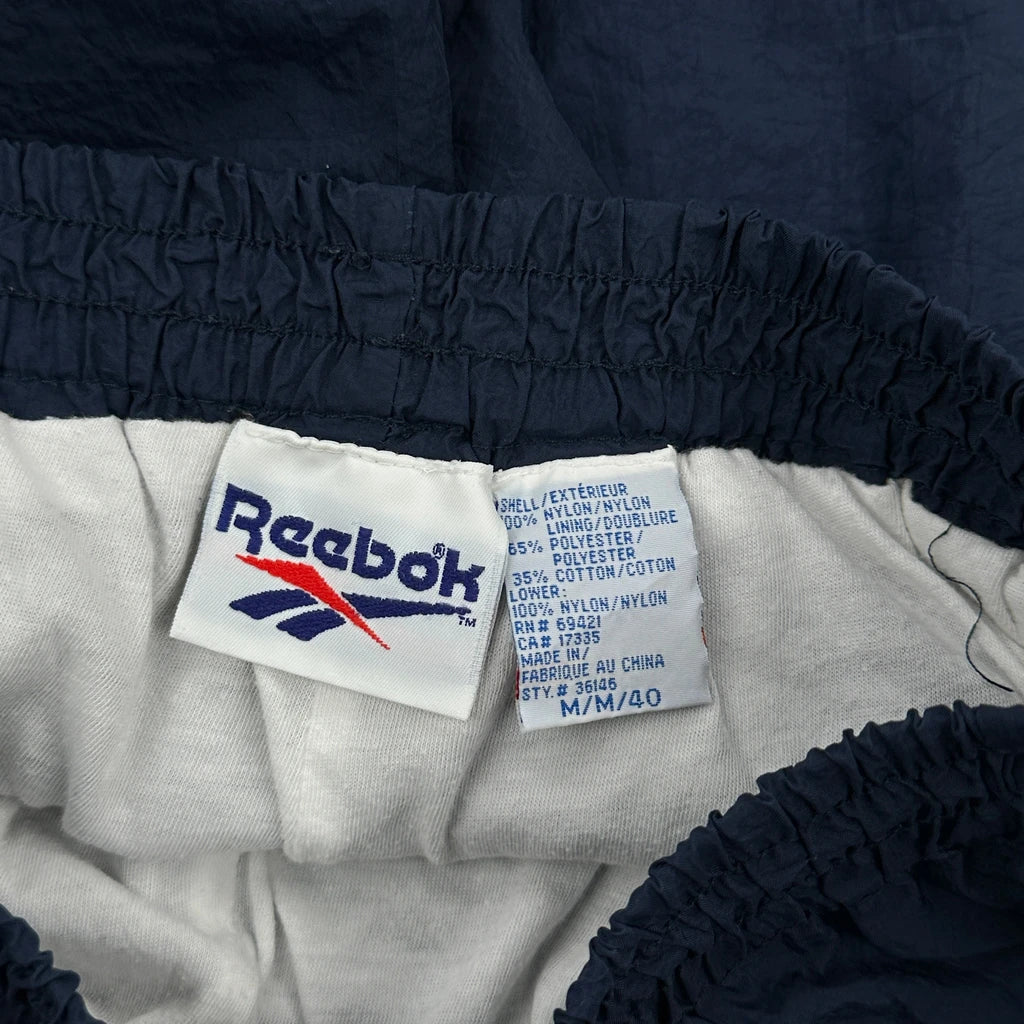 Reebok®
TM
SHELL/EXTÉRIEUR
00% NYLON/NYLON
LINING/DOUBLURE
65% POLYESTER/
POLYESTER
35% COTTON/COTON
LOWER:
100% NYLON/NYLON
RN# 69421
CA# 17335
MADE IN/
FABRIQUE AU CHINA
STY.# 36146
M/M/40